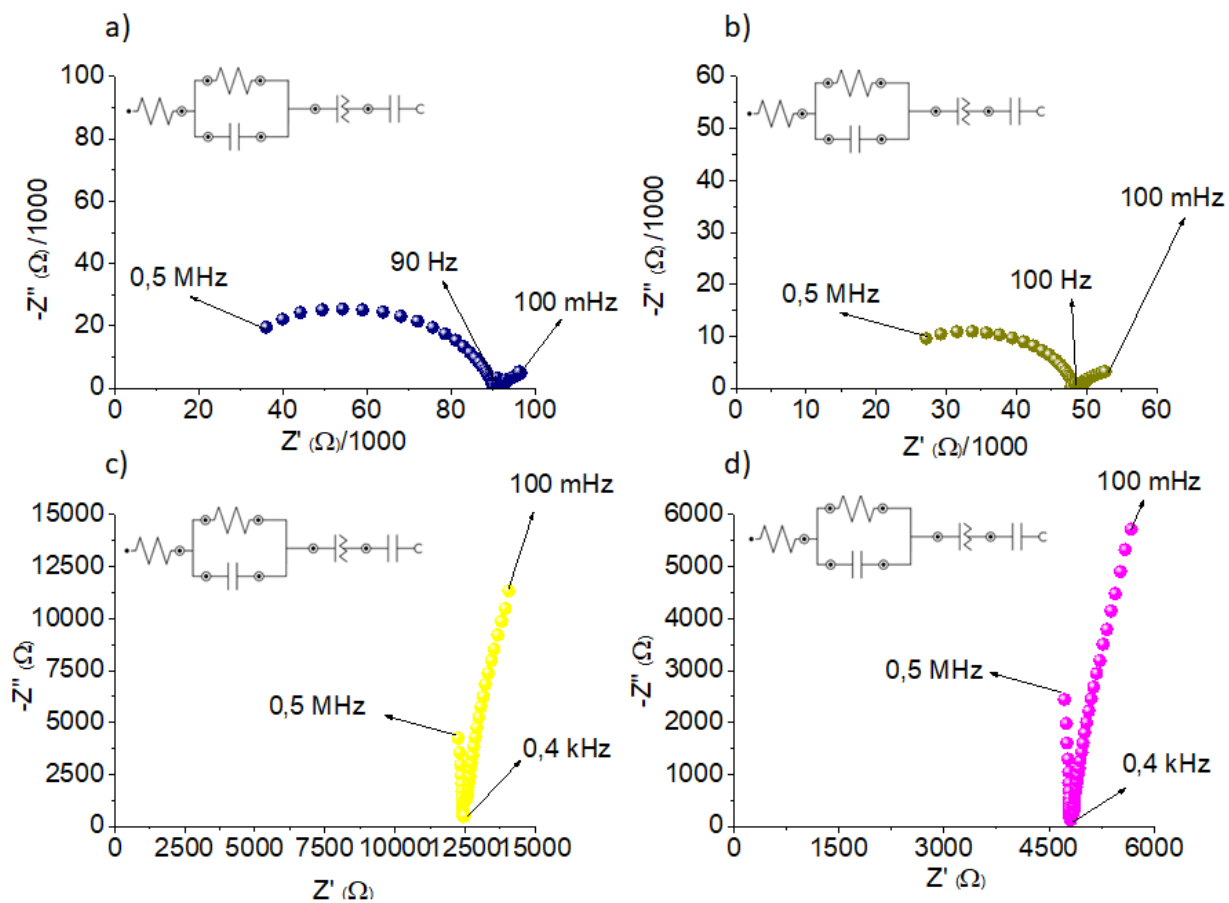 a)
100
80
60
40
20
0
-Z'' (Ω)/1000
0,5 MHz
90 Hz
100 mHz
0 20 40 60 80 100
Z' (Ω)/1000
b)
60
50
40
30
20
10
0
-Z'' (Ω)/1000
0,5 MHz
100 Hz
100 mHz
0 10 20 30 40 50 60
Z' (Ω)/1000
c)
15000
12500
10000
7500
5000
2500
0
-Z'' (Ω)
100 mHz
0,5 MHz
0,4 kHz
0 2500 5000 7500 10000 12500 15000
Z' (Ω)
d)
6000
5000
4000
3000
2000
1000
0
-Z'' (Ω)
100 mHz
0,5 MHz
0,4 kHz
0 1500 3000 4500 6000
Z' (Ω)